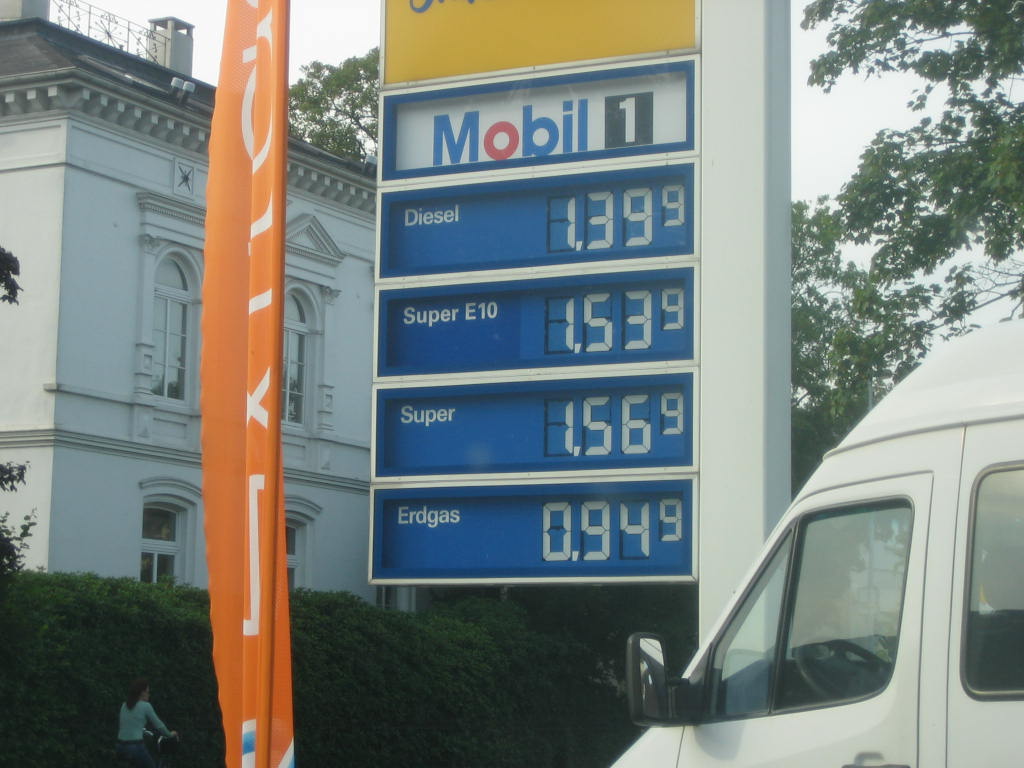 Mobil 1
Diesel 1,39⁹
Super E10 1,53⁹
Super 1,56⁹
Erdgas 0,94⁹